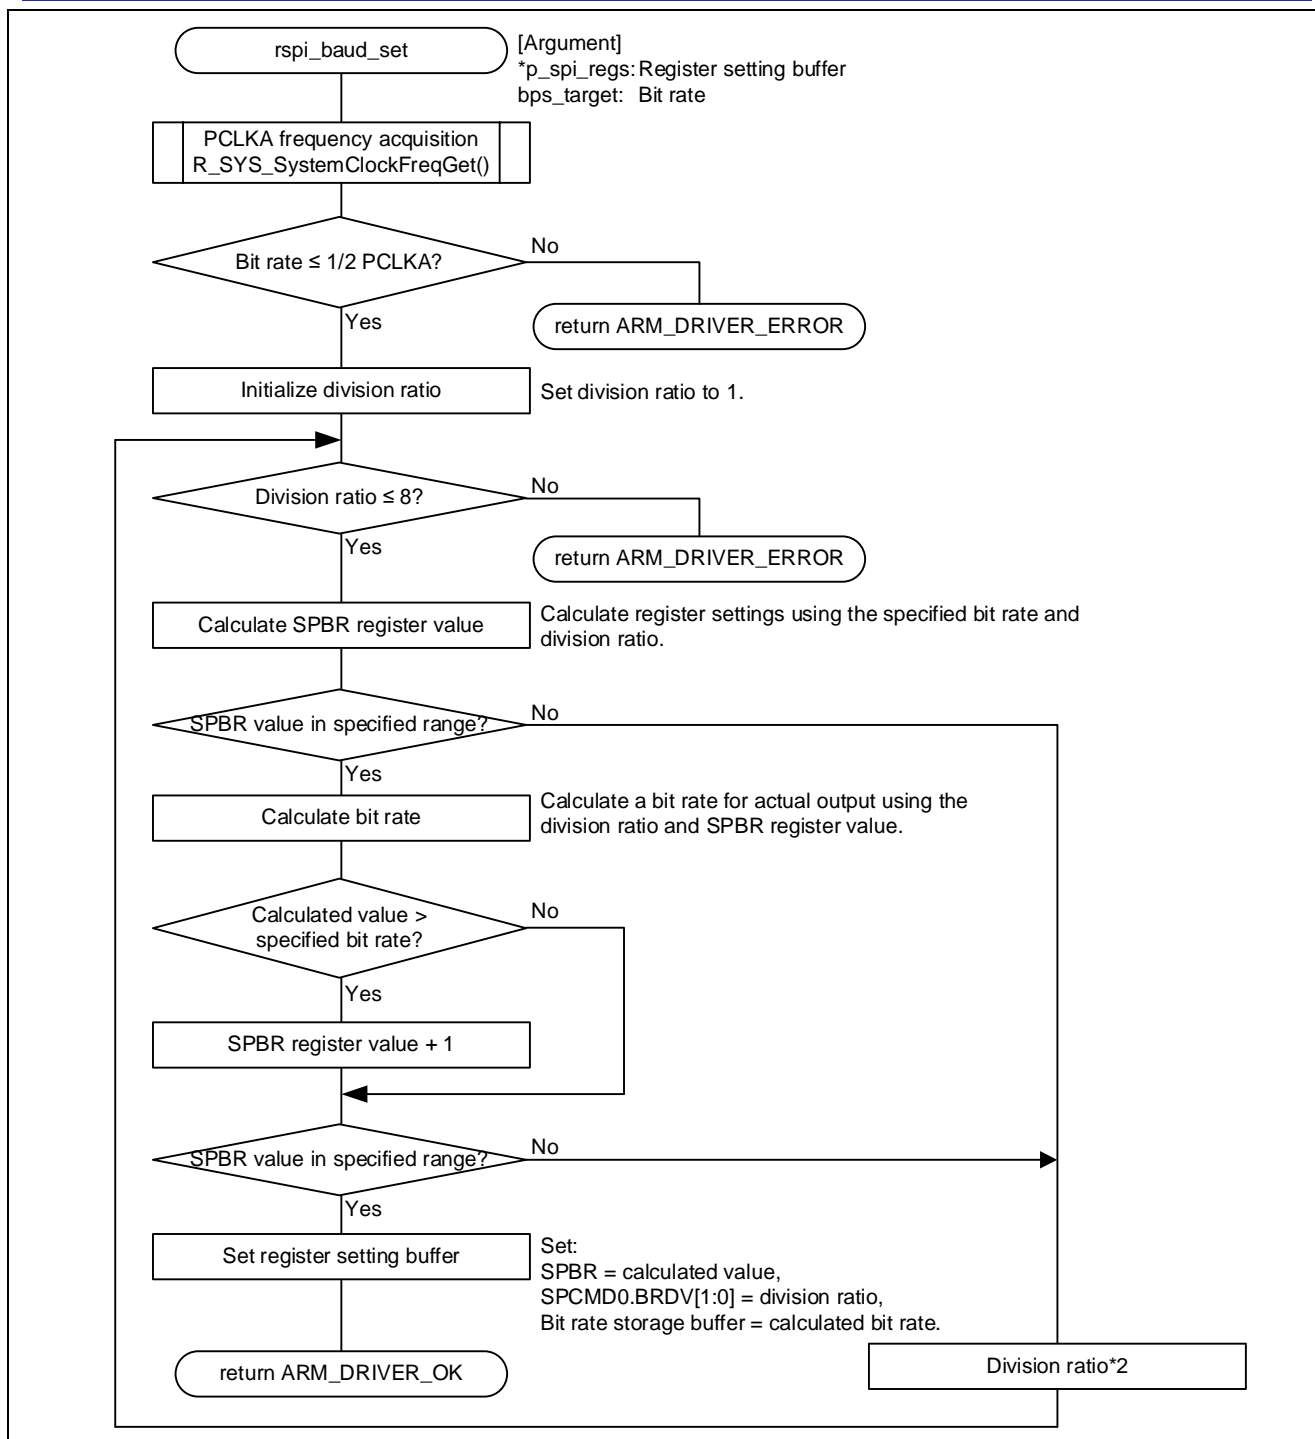 rspi_baud_set
[Argument]
*p_spi_regs: Register setting buffer
bps_target: Bit rate
PCLKA frequency acquisition
R_SYS_SystemClockFreqGet()
Bit rate ≤ 1/2 PCLKA?
No
Yes
return ARM_DRIVER_ERROR
Initialize division ratio
Set division ratio to 1.
Division ratio ≤ 8?
No
Yes
return ARM_DRIVER_ERROR
Calculate SPBR register value
Calculate register settings using the specified bit rate and
division ratio.
SPBR value in specified range?
No
Yes
Calculate bit rate
Calculate a bit rate for actual output using the
division ratio and SPBR register value.
Calculated value >
specified bit rate?
No
Yes
SPBR register value + 1
SPBR value in specified range?
No
Yes
Set register setting buffer
Set:
SPBR = calculated value,
SPCMD0.BRDV[1:0] = division ratio,
Bit rate storage buffer = calculated bit rate.
Division ratio*2
return ARM_DRIVER_OK